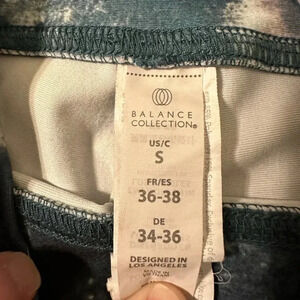 BALANCE
COLLECTION®
US/C
S
FR/ES
36-38
DE
34-36
DESIGNED IN
LOS ANGELES